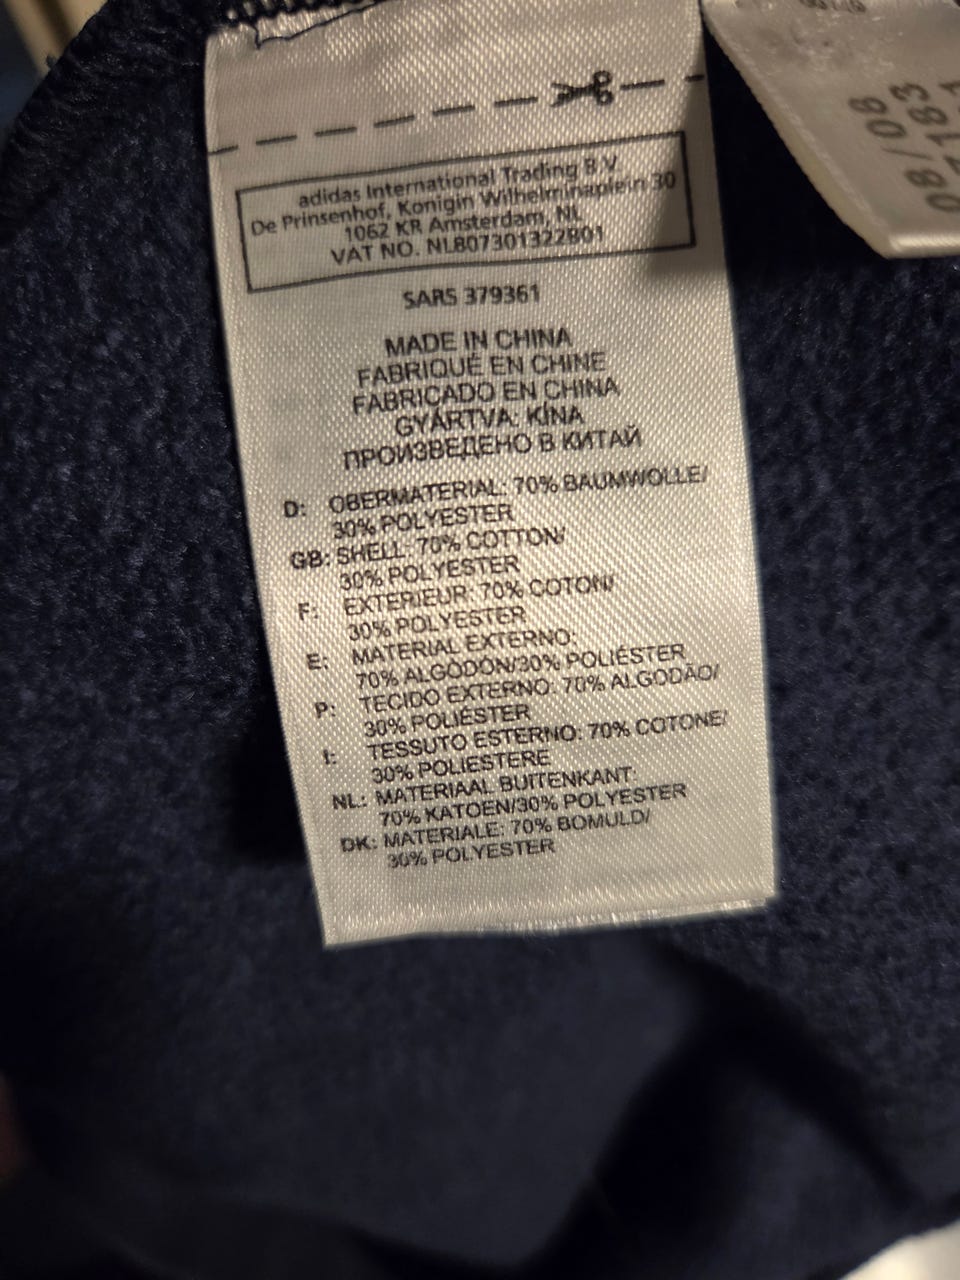 adidas International Trading B.V.
De Prinsenhof, Konigin Wilhelminaplein 30
1062 KR Amsterdam, NL
VAT NO. NL807301322B01
SARS 379361
MADE IN CHINA
FABRIQUÉ EN CHINE
FABRICADO EN CHINA
GYÁRTVA: KÍNA
ПРОИЗВЕДЕНО В КИТАЙ
D: OBERMATERIAL: 70% BAUMWOLLE/
30% POLYESTER
GB: SHELL: 70% COTTON/
30% POLYESTER
F: EXTERIEUR: 70% COTON/
30% POLYESTER
E: MATERIAL EXTERNO:
70% ALGODÓN/30% POLIÉSTER
P: TECIDO EXTERNO: 70% ALGODÃO/
30% POLIÉSTER
I: TESSUTO ESTERNO: 70% COTONE/
30% POLIESTERE
NL: MATERIAAL BUITENKANT:
70% KATOEN/30% POLYESTER
DK: MATERIALE: 70% BOMULD/
30% POLYESTER
08/08